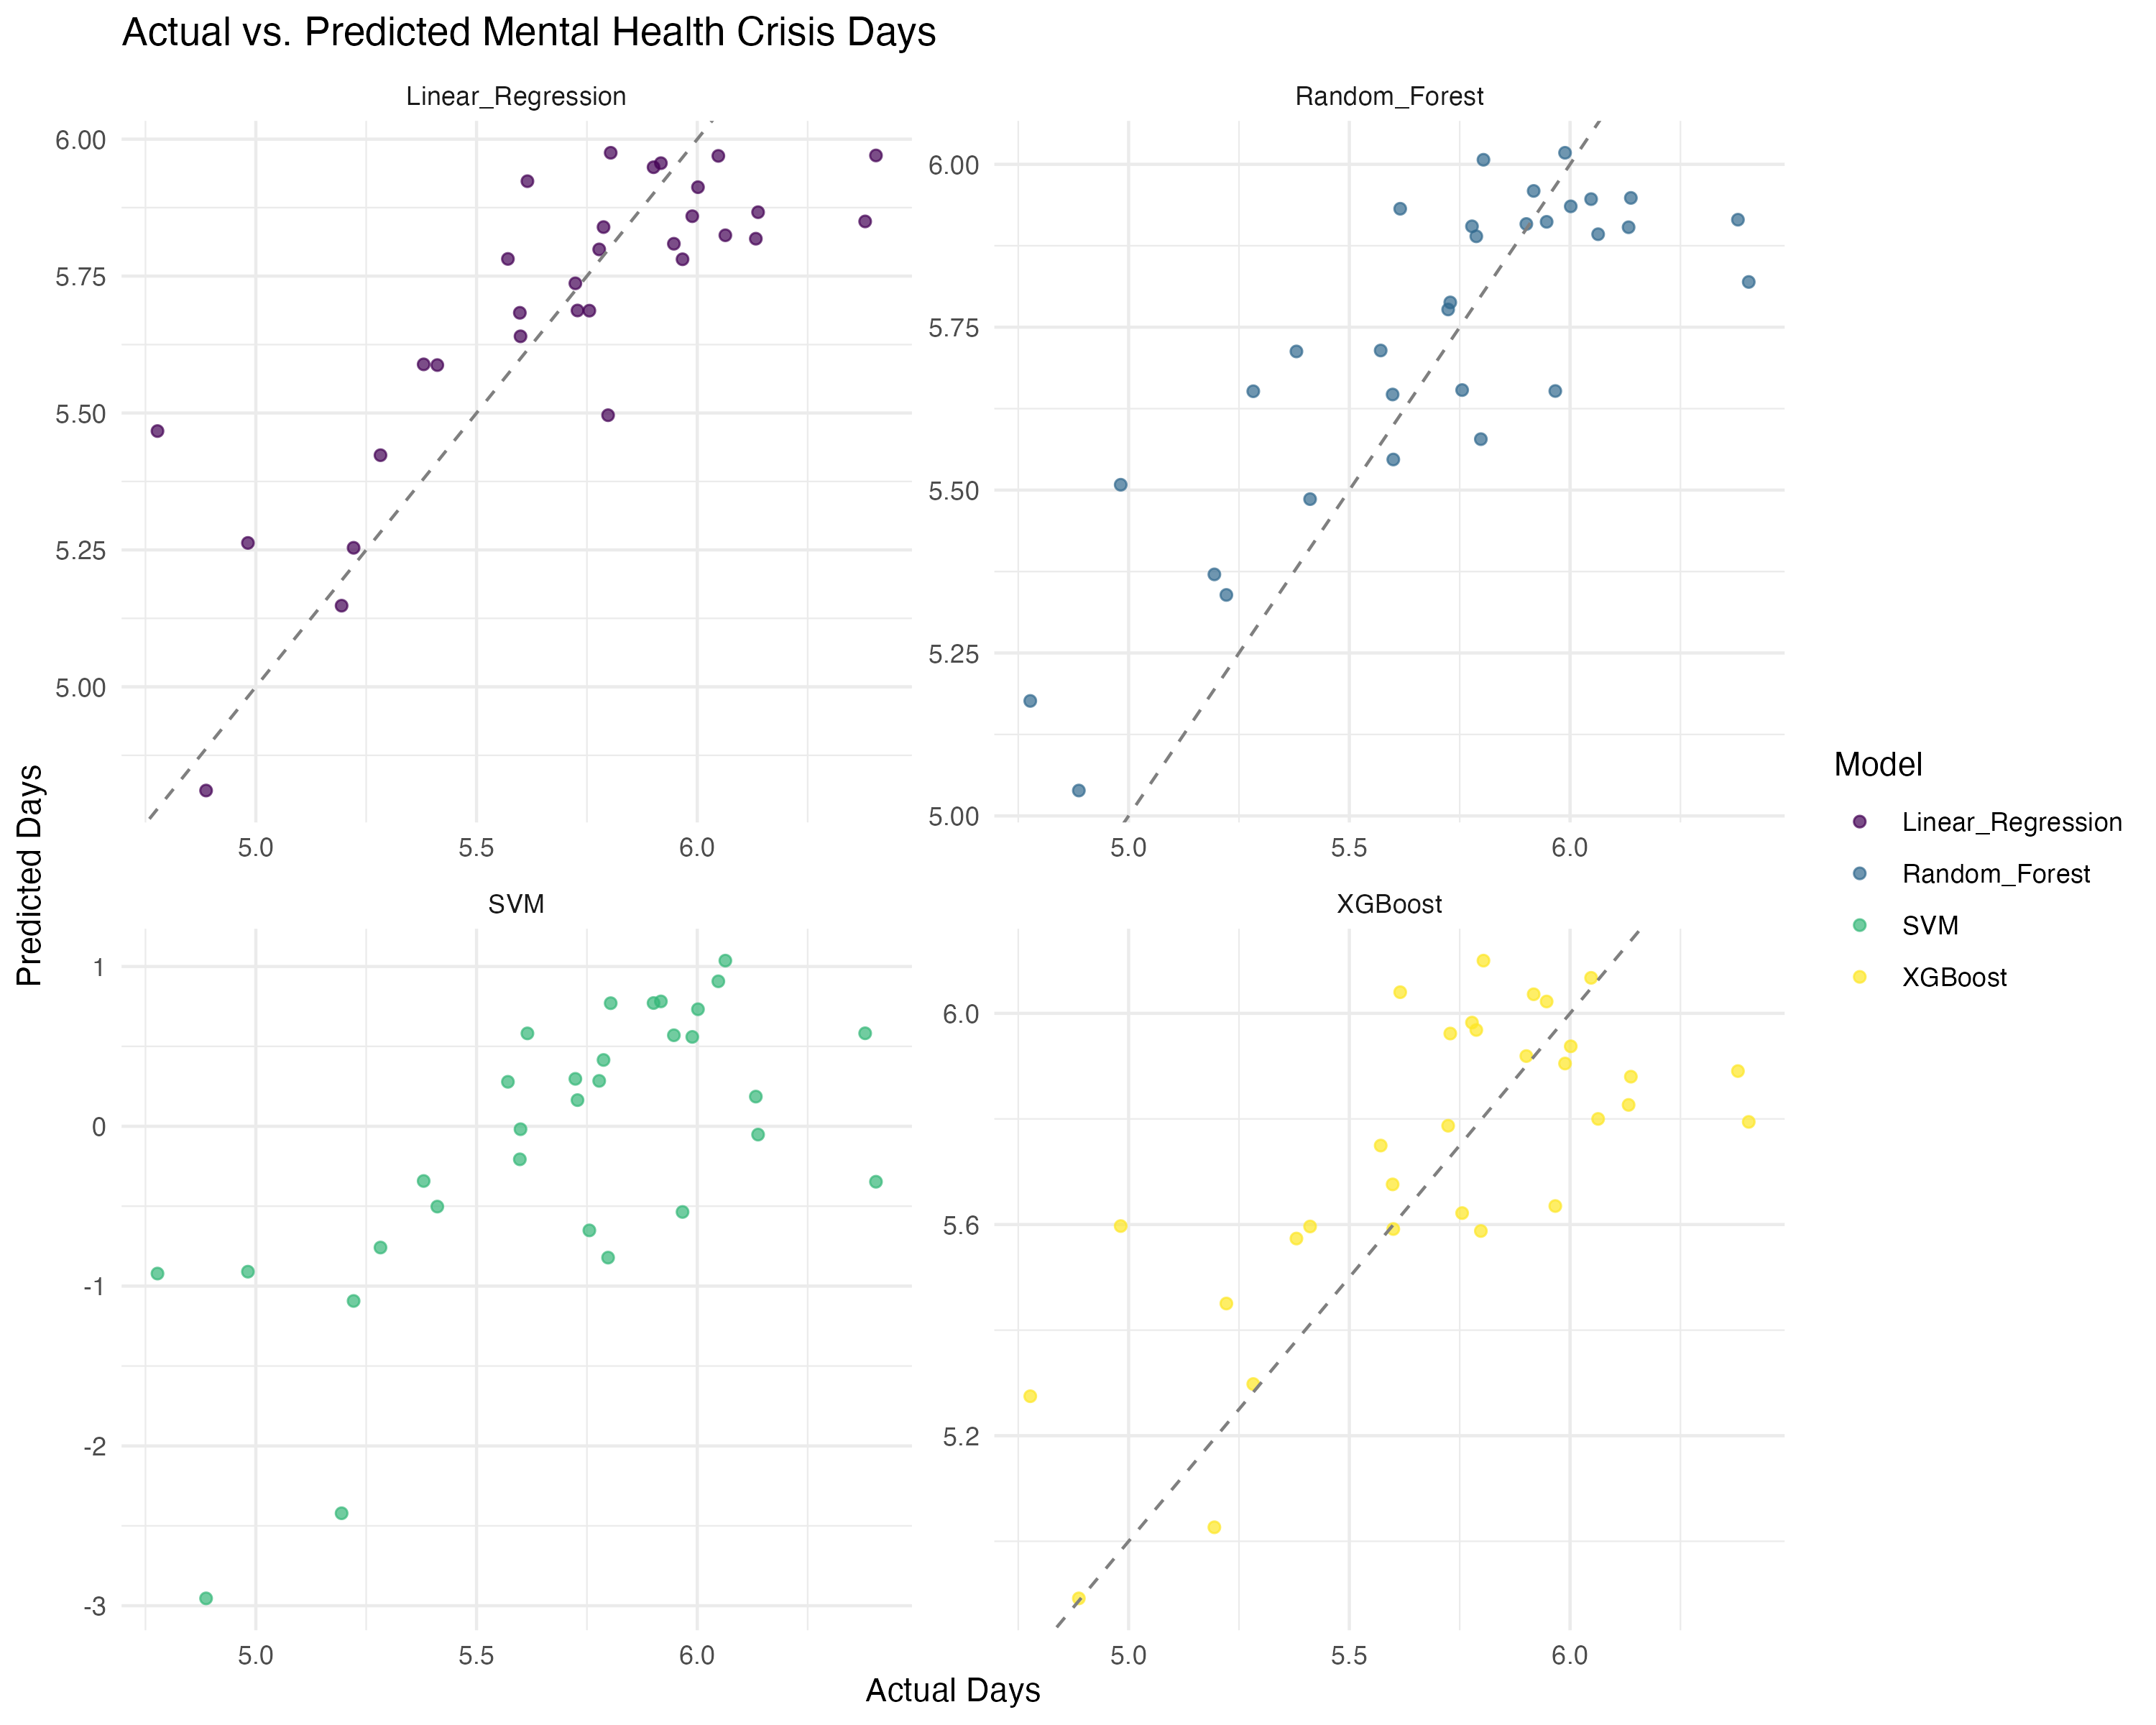 Actual vs. Predicted Mental Health Crisis Days
Linear_Regression
Random_Forest
6.00
5.75
5.50
5.25
5.00
6.00
5.75
5.50
5.25
5.00
5.0 5.5 6.0
5.0 5.5 6.0
SVM
XGBoost
1
0
-1
-2
-3
6.0
5.6
5.2
5.0 5.5 6.0
5.0 5.5 6.0
Predicted Days
Actual Days
Model
Linear_Regression
Random_Forest
SVM
XGBoost